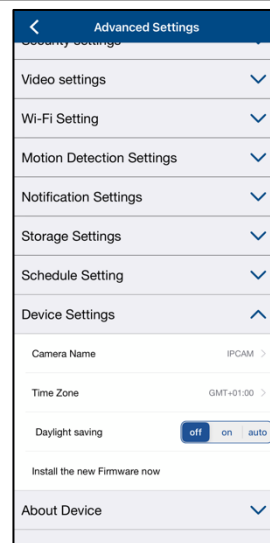 Advanced Settings
Security settings
Video settings
Wi-Fi Setting
Motion Detection Settings
Notification Settings
Storage Settings
Schedule Setting
Device Settings
Camera Name IPCAM
Time Zone GMT+01:00
Daylight saving off on auto
Install the new Firmware now
About Device